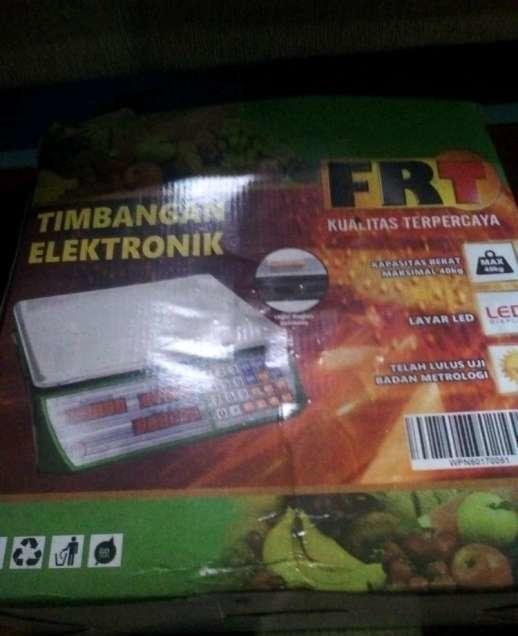 TIMBANGAN
ELEKTRONIK
FRT
KUALITAS TERPERCAYA
KAPASITAS BERAT
MAKSIMAL 40kg
MAX
40kg
LAYAR LED
LED
TELAH LULUS UJI
BADAN METROLOGI
WPN60170061